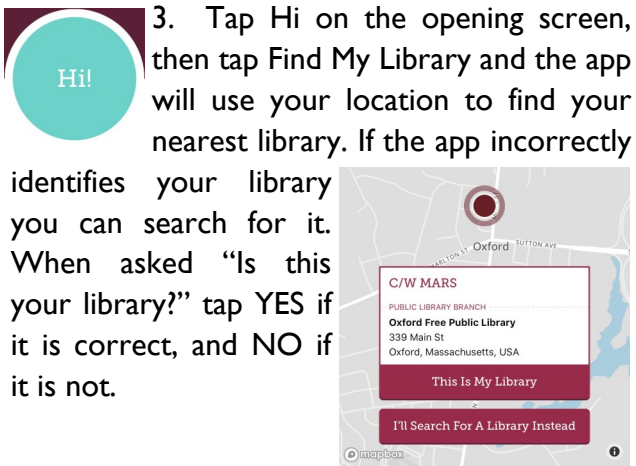 Hi!
3. Tap Hi on the opening screen,
then tap Find My Library and the app
will use your location to find your
nearest library. If the app incorrectly
identifies your library
you can search for it.
When asked “Is this
your library?” tap YES if
it is correct, and NO if
it is not.
Oxford
SUTTON AVE
C/W MARS
PUBLIC LIBRARY BRANCH
Oxford Free Public Library
339 Main St
Oxford, Massachusetts, USA
This Is My Library
I'll Search For A Library Instead
mapbox